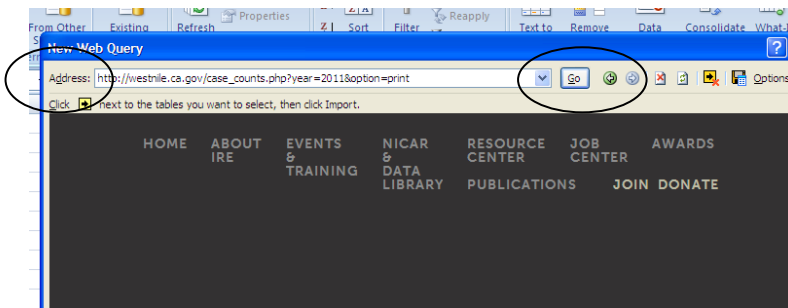 Properties
Reapply
From Other Existing Refresh Z Sort Filter Text to Remove Data Consolidate What-
New Web Query
Address: http://westnile.ca.gov/case_counts.php?year=2011&option=print Go Options
Click next to the tables you want to select, then click Import.
HOME ABOUT IRE EVENTS & TRAINING NICAR & DATA LIBRARY RESOURCE CENTER JOB CENTER AWARDS
PUBLICATIONS JOIN DONATE